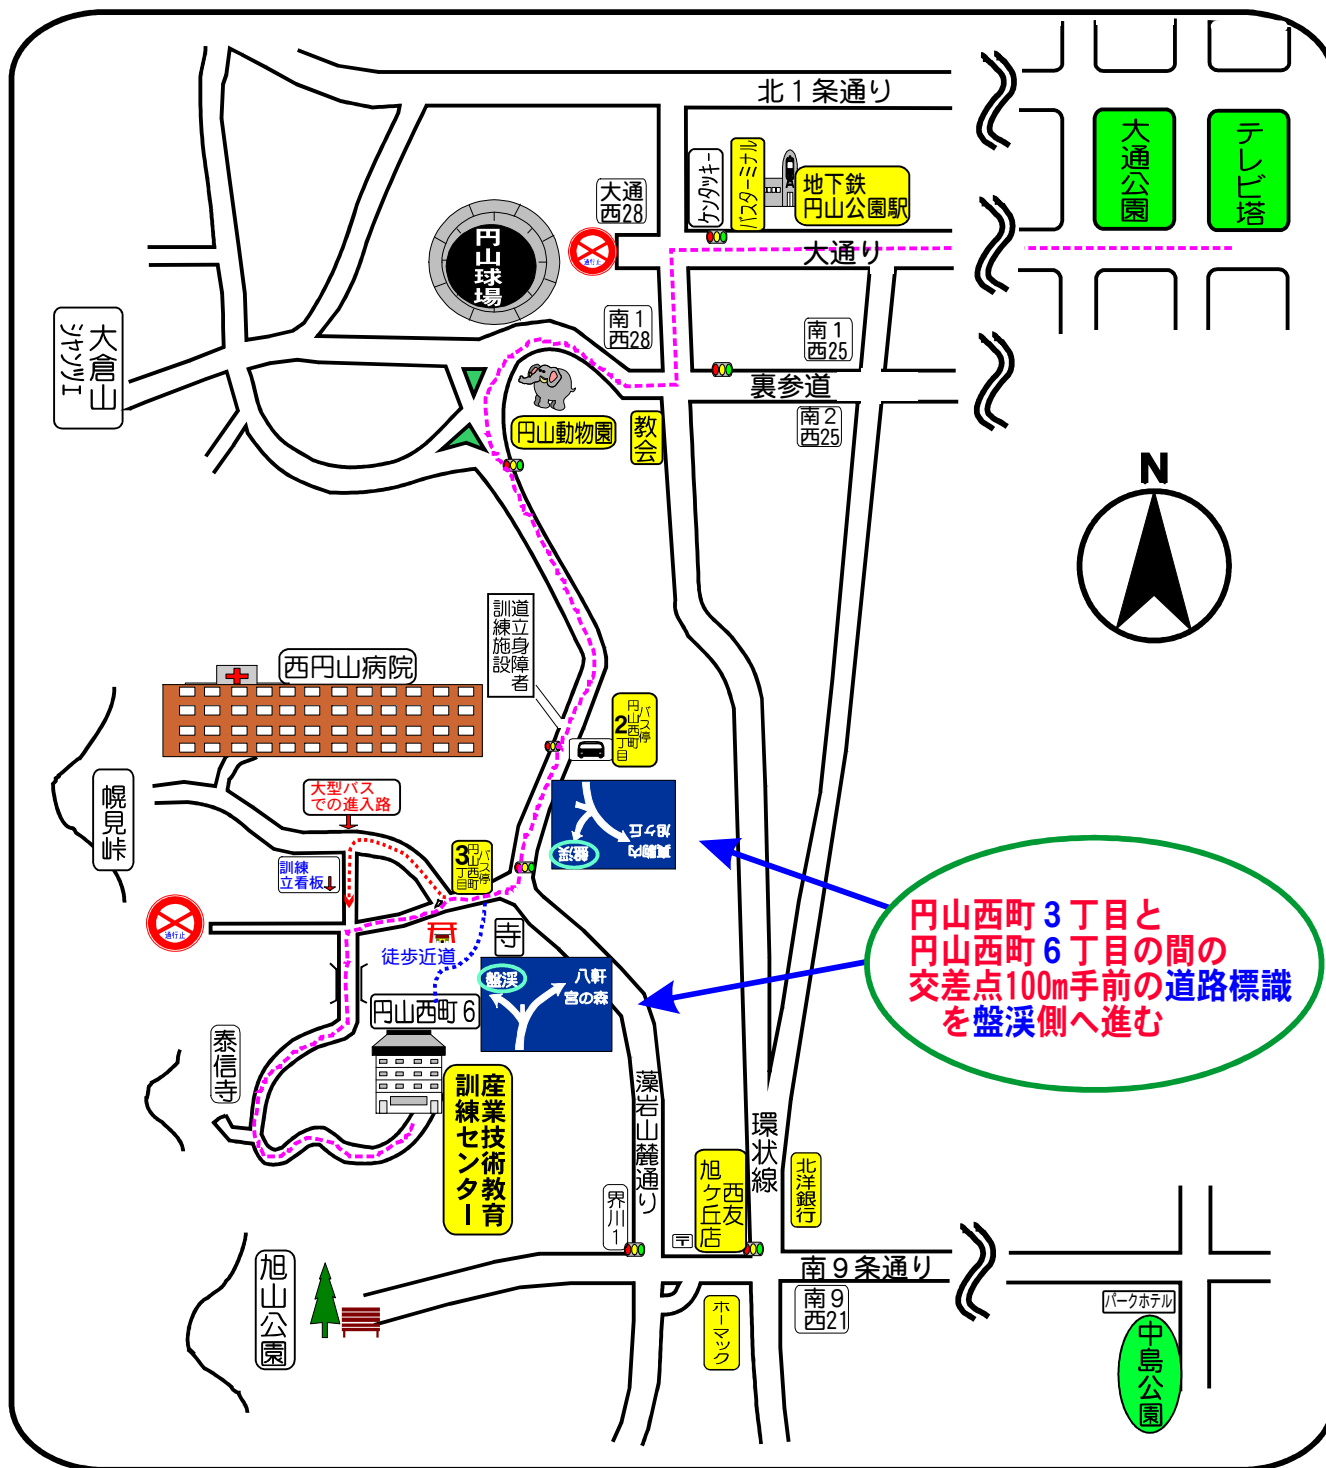 北１条通り
大通公園
テレビ塔
ケンタッキー
バスターミナル
地下鉄
円山公園駅
大通
西28
円山球場
通行止
大通り
南１
西28
南１
西25
大倉山
シャンツェ
裏参道
南２
西25
円山動物園
教会
N
道立身障者
訓練施設
西円山病院
バス停
円山西町
2丁目
幌見峠
大型バス
での進入路
訓練
立看板
バス停
円山西町
3丁目
真駒内
旭ヶ丘
盤渓
通行止
寺
徒歩近道
盤渓
八軒
宮の森
円山西町６
円山西町３丁目と
円山西町６丁目の間の
交差点100m手前の道路標識
を盤渓側へ進む
泰信寺
産業技術教育
訓練センター
藻岩山麓通り
環状線
西友
旭ヶ丘店
北洋銀行
界川1
〒
南９条通り
南９
西21
ホーマック
旭山公園
パークホテル
中島公園